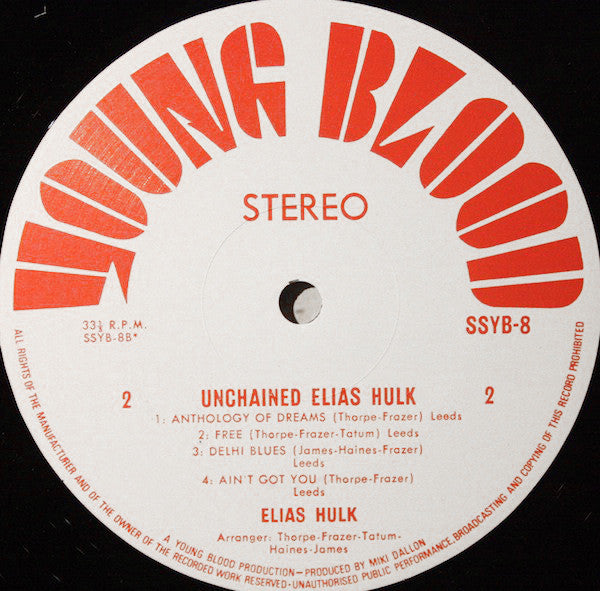 YOUNG BLOOD
STEREO
33⅓ R.P.M.
SSYB-8B*
SSYB-8
2
UNCHAINED ELIAS HULK
2
1: ANTHOLOGY OF DREAMS (Thorpe-Frazer) Leeds
2: FREE (Thorpe-Frazer-Tatum) Leeds
3: DELHI BLUES (James-Haines-Frazer)
Leeds
4: AIN'T GOT YOU (Thorpe-Frazer)
Leeds
ELIAS HULK
Arranger: Thorpe-Frazer-Tatum-
Haines-James
A YOUNG BLOOD PRODUCTION—PRODUCED BY MIKI DALLON
ALL RIGHTS OF THE MANUFACTURER AND OF THE OWNER OF THE RECORDED WORK RESERVED-UNAUTHORISED PUBLIC PERFORMANCE, BROADCASTING AND COPYING OF THIS RECORD PROHIBITED